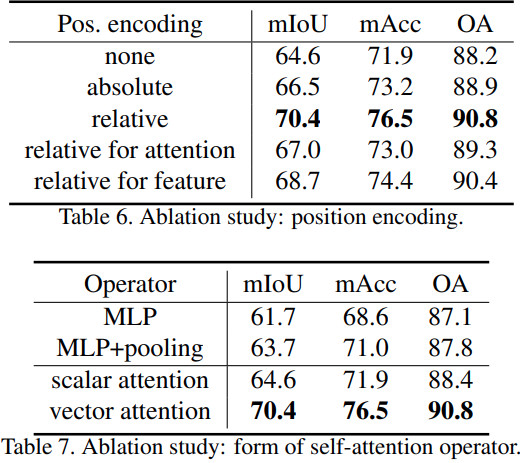 Pos. encoding mIoU mAcc OA
none 64.6 71.9 88.2
absolute 66.5 73.2 88.9
relative 70.4 76.5 90.8
relative for attention 67.0 73.0 89.3
relative for feature 68.7 74.4 90.4
Table 6. Ablation study: position encoding.
Operator mIoU mAcc OA
MLP 61.7 68.6 87.1
MLP+pooling 63.7 71.0 87.8
scalar attention 64.6 71.9 88.4
vector attention 70.4 76.5 90.8
Table 7. Ablation study: form of self-attention operator.